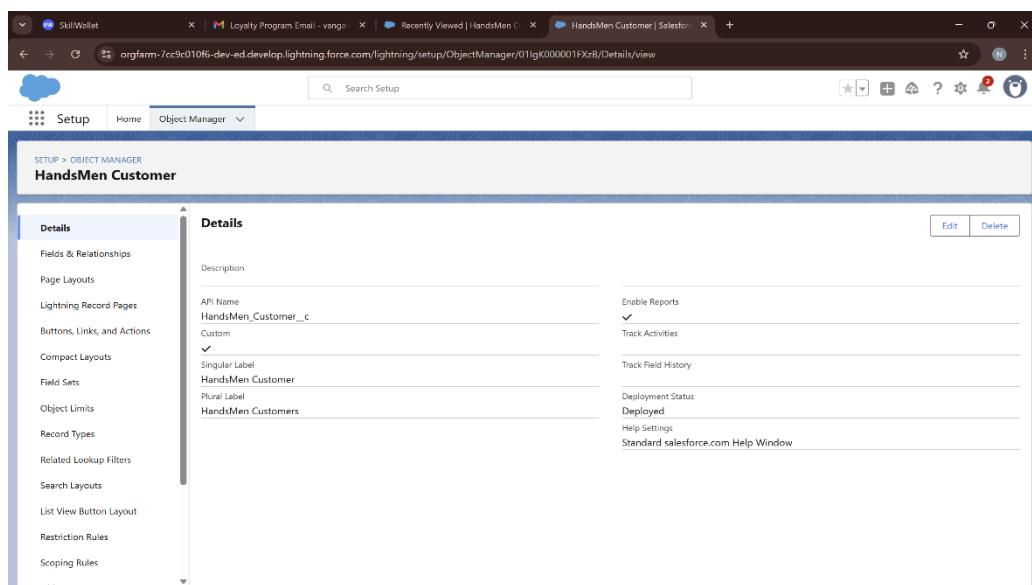 SW SkillWallet
Loyalty Program Email - vangal
Recently Viewed | HandsMen C
HandsMen Customer | Salesfor
orgfarm-7cc9c010f6-dev-ed.develop.lightning.force.com/lightning/setup/ObjectManager/01IgK000001FXzB/Details/view
N
Search Setup
2
Setup
Home
Object Manager
SETUP > OBJECT MANAGER
HandsMen Customer
Details
Fields & Relationships
Page Layouts
Lightning Record Pages
Buttons, Links, and Actions
Compact Layouts
Field Sets
Object Limits
Record Types
Related Lookup Filters
Search Layouts
List View Button Layout
Restriction Rules
Scoping Rules
Details
Edit
Delete
Description
API Name
HandsMen_Customer__c
Custom
Singular Label
HandsMen Customer
Plural Label
HandsMen Customers
Enable Reports
Track Activities
Track Field History
Deployment Status
Deployed
Help Settings
Standard salesforce.com Help Window